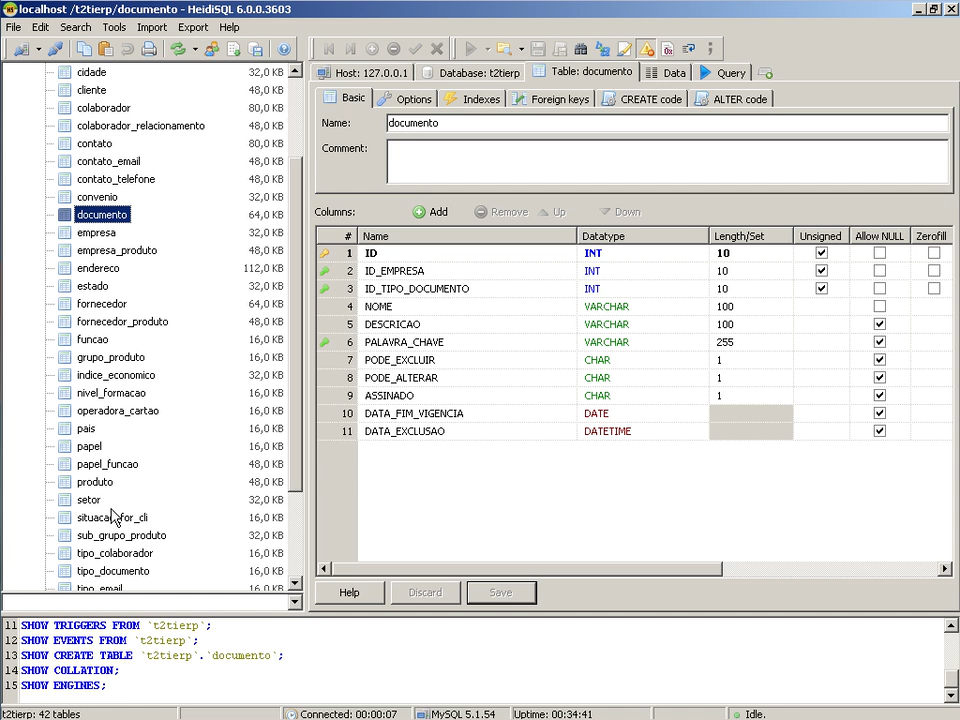 localhost /t2tierp/documento - HeidiSQL 6.0.0.3603
File Edit Search Tools Import Export Help
Host: 127.0.0.1 Database: t2tierp Table: documento Data Query
Basic Options Indexes Foreign keys CREATE code ALTER code
Name: documento
Comment:
Columns: Add Remove Up Down
# Name Datatype Length/Set Unsigned Allow NULL Zerofill
1 ID INT 10
2 ID_EMPRESA INT 10
3 ID_TIPO_DOCUMENTO INT 10
4 NOME VARCHAR 100
5 DESCRICAO VARCHAR 100
6 PALAVRA_CHAVE VARCHAR 255
7 PODE_EXCLUIR CHAR 1
8 PODE_ALTERAR CHAR 1
9 ASSINADO CHAR 1
10 DATA_FIM_VIGENCIA DATE
11 DATA_EXCLUSAO DATETIME
Help Discard Save
cidade 32,0 KB
cliente 48,0 KB
colaborador 80,0 KB
colaborador_relacionamento 48,0 KB
contato 80,0 KB
contato_email 48,0 KB
contato_telefone 48,0 KB
convenio 32,0 KB
documento 64,0 KB
empresa 32,0 KB
empresa_produto 48,0 KB
endereco 112,0 KB
estado 32,0 KB
fornecedor 64,0 KB
fornecedor_produto 48,0 KB
funcao 32,0 KB
grupo_produto 16,0 KB
indice_economico 32,0 KB
nivel_formacao 16,0 KB
operadora_cartao 16,0 KB
pais 16,0 KB
papel 16,0 KB
papel_funcao 48,0 KB
produto 48,0 KB
setor 32,0 KB
situacao_for_cli 16,0 KB
sub_grupo_produto 32,0 KB
tipo_colaborador 16,0 KB
tipo_documento 16,0 KB
tipo_email 16,0 KB
11 SHOW TRIGGERS FROM `t2tierp`;
12 SHOW EVENTS FROM `t2tierp`;
13 SHOW CREATE TABLE `t2tierp`.`documento`;
14 SHOW COLLATION;
15 SHOW ENGINES;
t2tierp: 42 tables Connected: 00:00:07 MySQL 5.1.54 Uptime: 00:34:41 Idle.